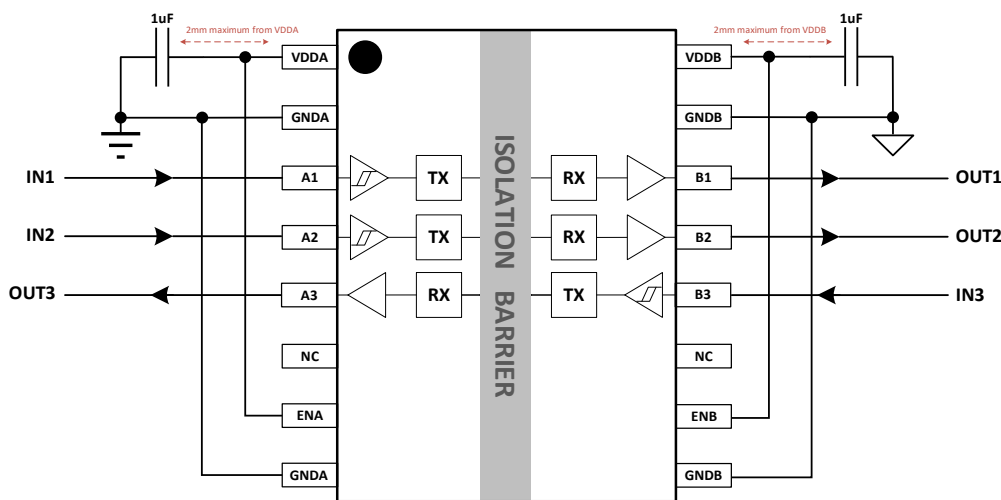 1uF
2mm maximum from VDDA
2mm maximum from VDDB
1uF
VDDA
VDDB
GNDA
GNDB
IN1
A1
TX
RX
B1
OUT1
IN2
A2
TX
RX
B2
OUT2
OUT3
A3
RX
TX
B3
IN3
ISOLATION BARRIER
NC
NC
ENA
ENB
GNDA
GNDB